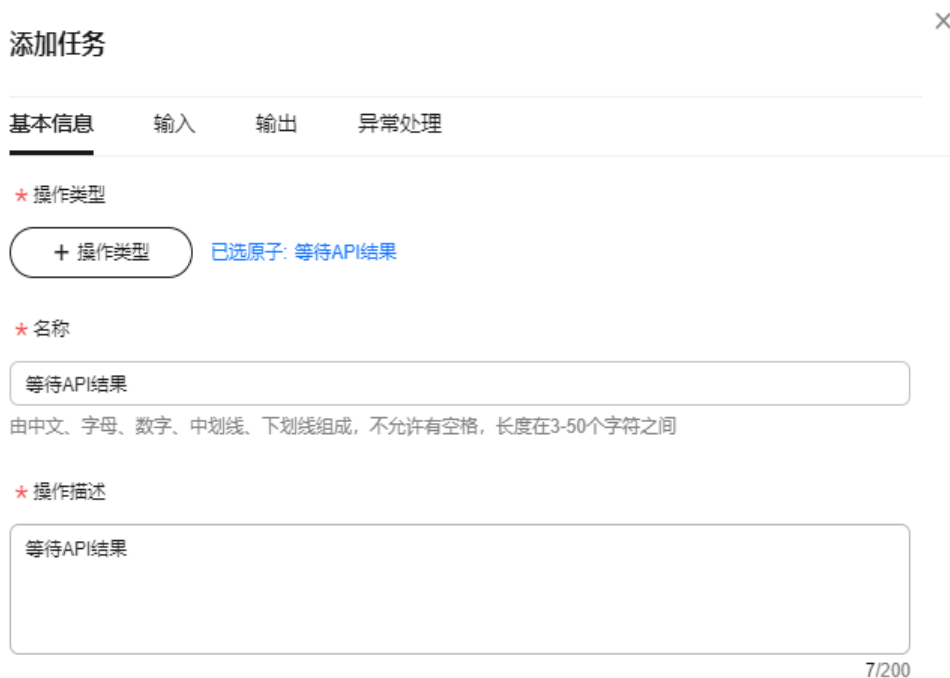 添加任务
基本信息 输入 输出 异常处理
* 操作类型
+ 操作类型 已选原子: 等待API结果
* 名称
等待API结果
由中文、字母、数字、中划线、下划线组成，不允许有空格，长度在3-50个字符之间
* 操作描述
等待API结果
7/200